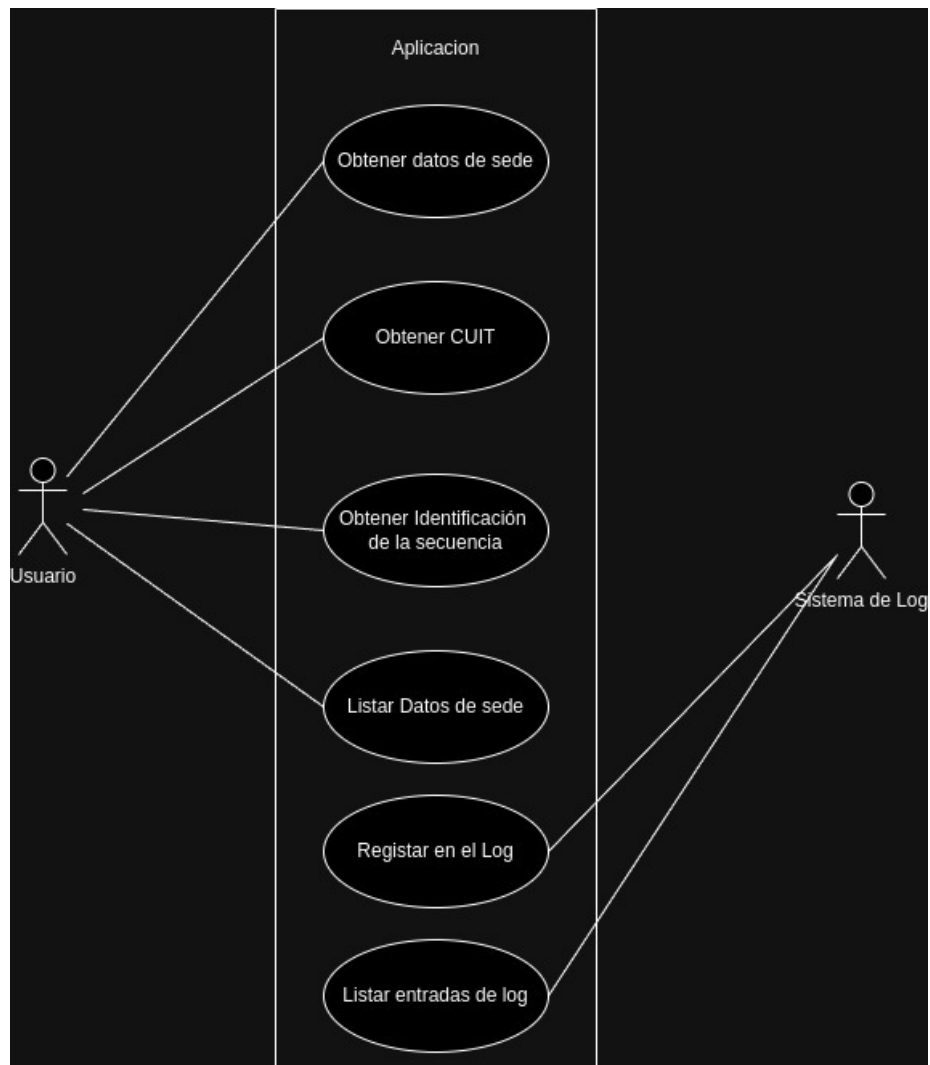 Aplicacion
Obtener datos de sede
Obtener CUIT
Obtener Identificación
de la secuencia
Usuario
Sistema de Log
Listar Datos de sede
Registar en el Log
Listar entradas de log